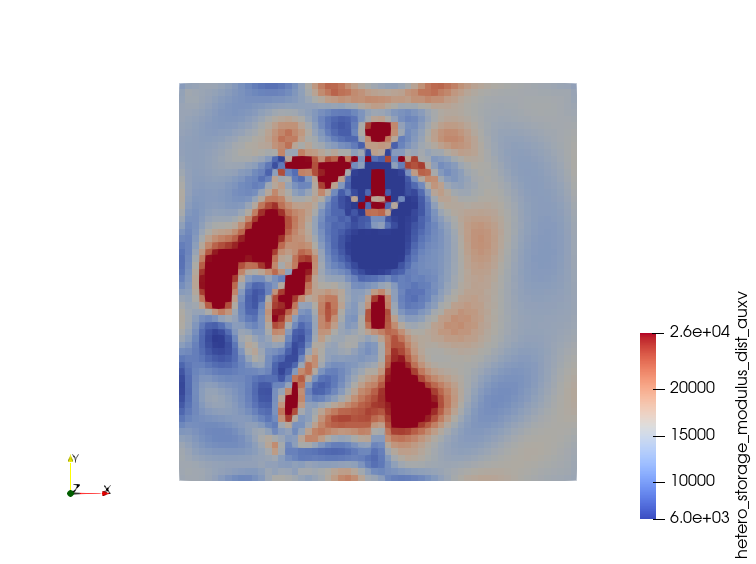 2.6e+04
20000
15000
10000
6.0e+03
hetero_storage_modulus_dist_auxv
Y
Z
X